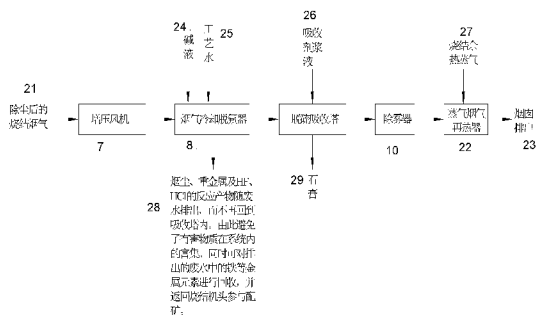 24.
碱
液
工
艺
水
25
26
吸收
剂浆
液
27
烧结余
热蒸气
21
除尘后的
烧结烟气
增压风机
7
烟气冷却脱氯器
8.
脱硫吸收塔
除雾器
10
蒸气烟气
再热器
22
烟囱
排口
23
28
烟尘、重金属及HF、
HCl的反应产物随废
水排出，而不再回到
吸收塔内，由此避免
了有害物质在系统内
的富集，同时可对排
出的废水中的铁等金
属元素进行回收，并
返回烧结机头参与配
矿。
29
石
膏